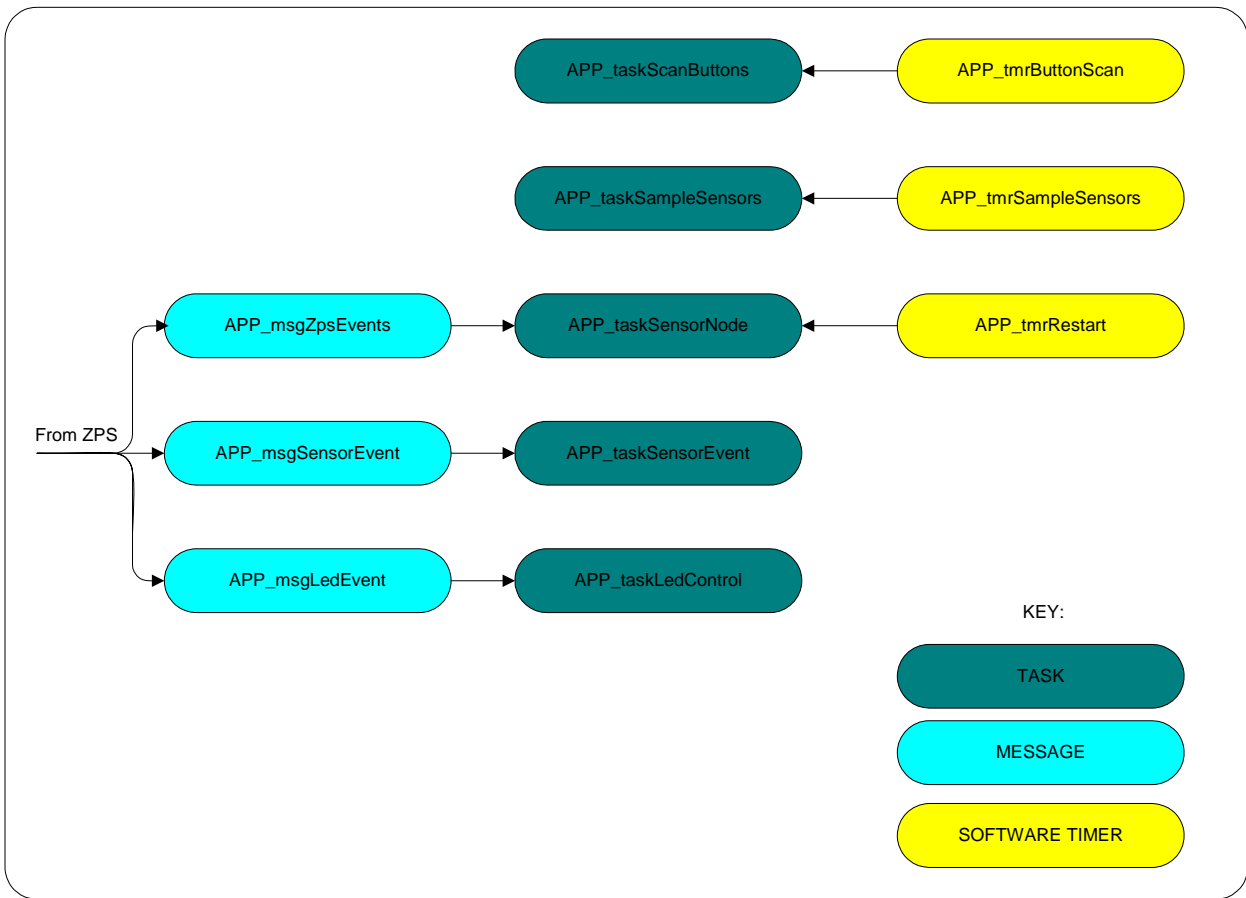 APP_taskScanButtons
APP_tmrButtonScan
APP_taskSampleSensors
APP_tmrSampleSensors
APP_msgZpsEvents
APP_taskSensorNode
APP_tmrRestart
From ZPS
APP_msgSensorEvent
APP_taskSensorEvent
APP_msgLedEvent
APP_taskLedControl
KEY:
TASK
MESSAGE
SOFTWARE TIMER